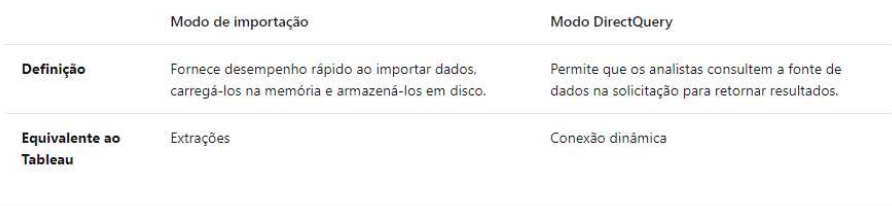 Modo de importação Modo DirectQuery
Definição Fornece desempenho rápido ao importar dados, Permite que os analistas consultem a fonte de
carregá-los na memória e armazená-los em disco. dados na solicitação para retornar resultados.
Equivalente ao Extrações Conexão dinâmica
Tableau